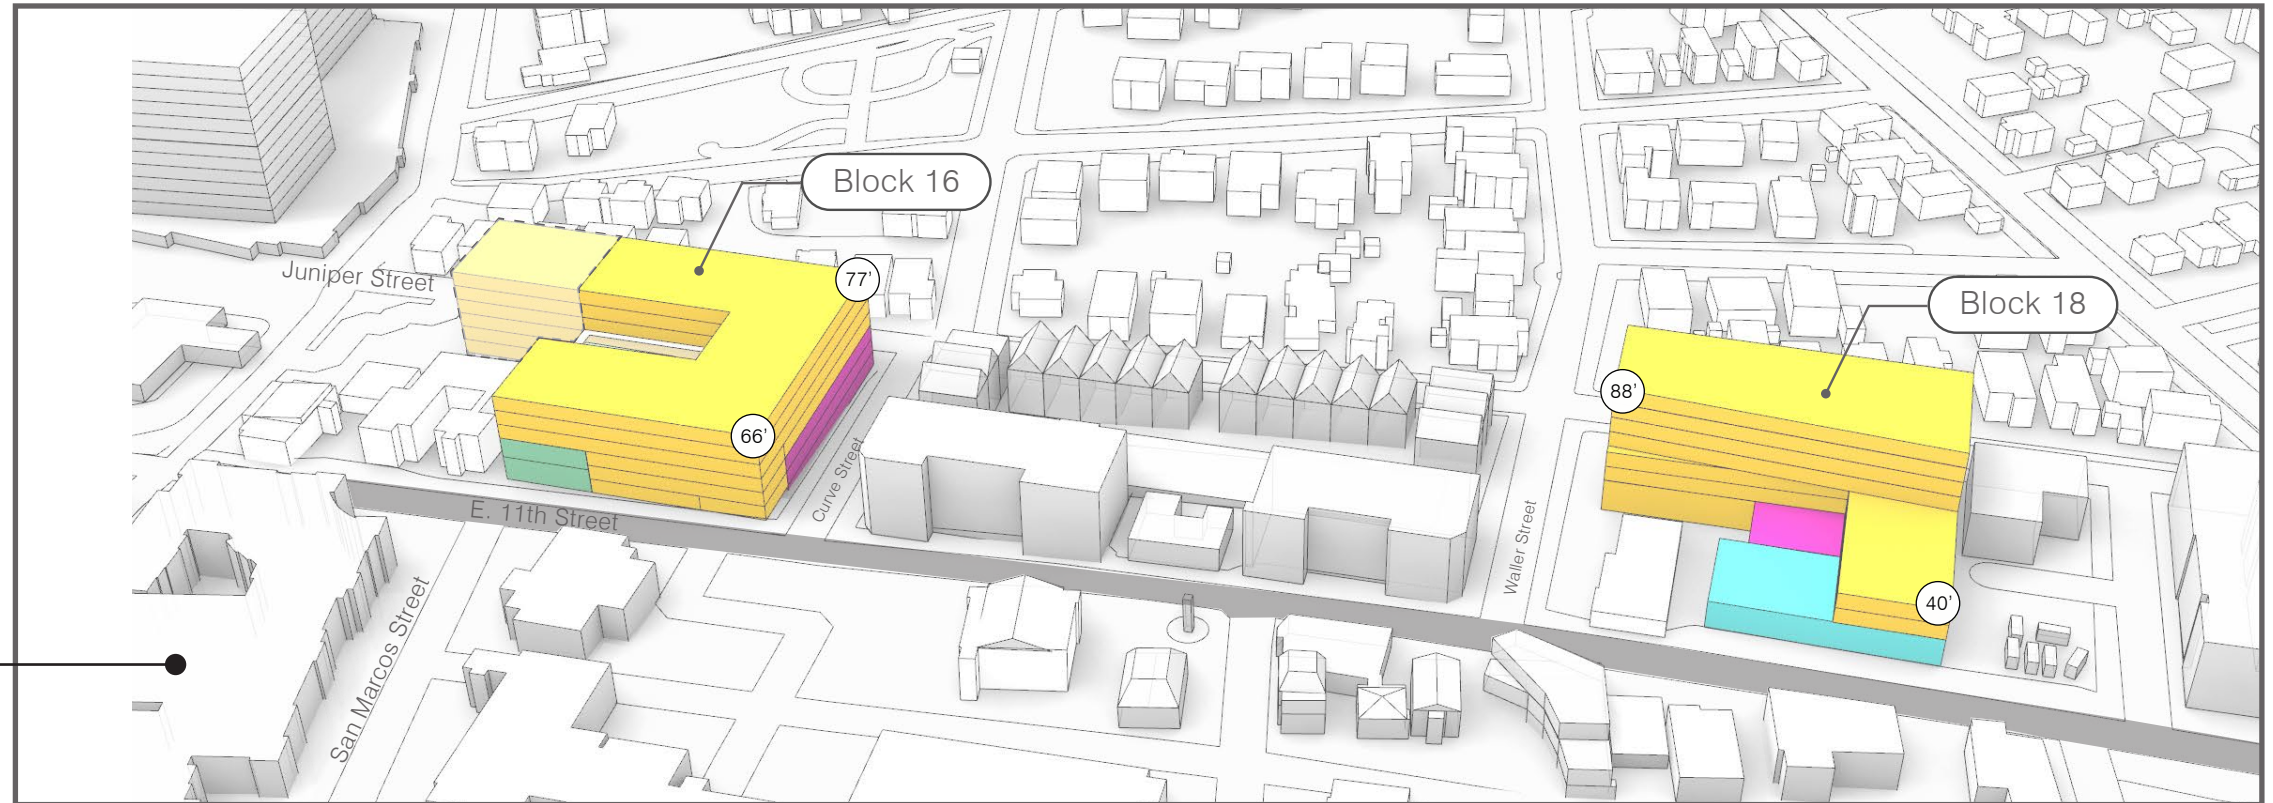 Block 16
Juniper Street
77’
Block 18
88’
66’
Curve Street
E. 11th Street
Waller Street
San Marcos Street
40’